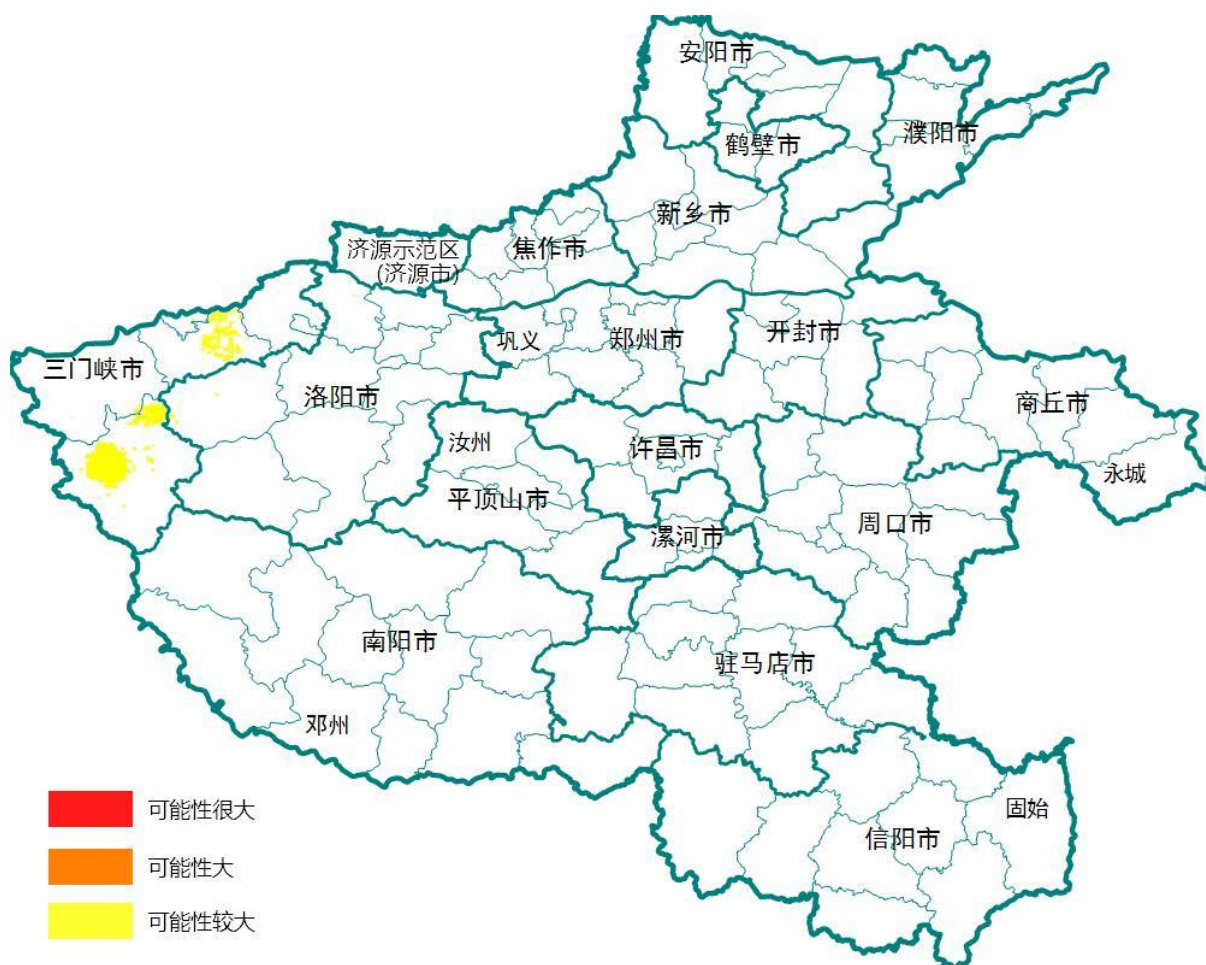 安阳市
鹤壁市
濮阳市
新乡市
济源示范区
(济源市)
焦作市
巩义
郑州市
开封市
三门峡市
洛阳市
商丘市
汝州
许昌市
永城
平顶山市
周口市
漯河市
南阳市
驻马店市
邓州
固始
信阳市
可能性很大
可能性大
可能性较大